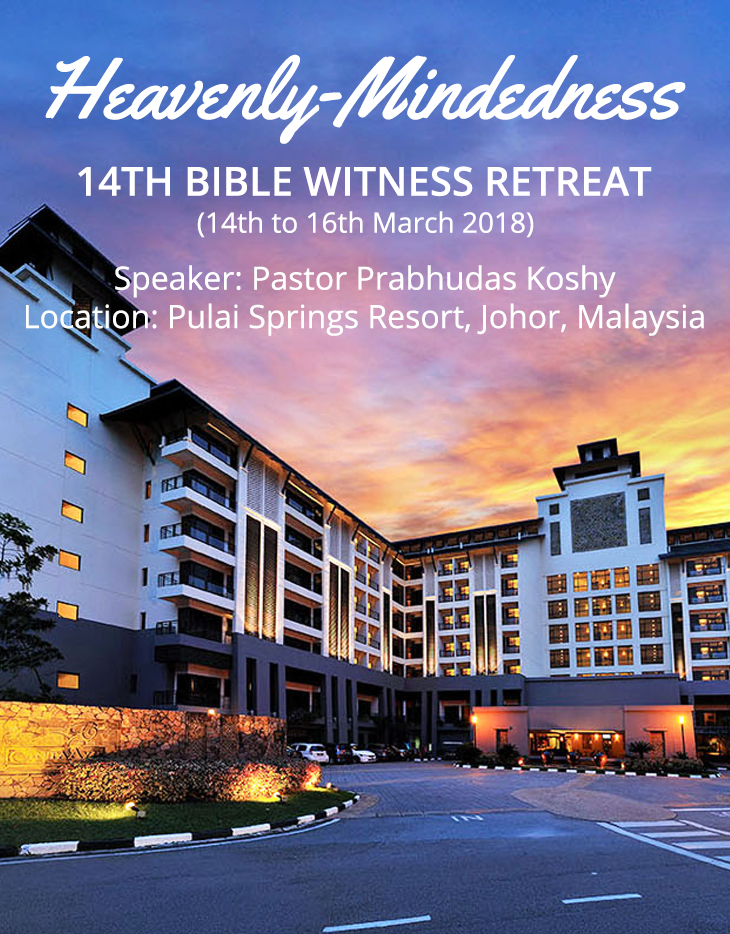 Heavenly-Mindedness
14TH BIBLE WITNESS RETREAT
(14th to 16th March 2018)
Speaker: Pastor Prabhudas Koshy
Location: Pulai Springs Resort, Johor, Malaysia
IN